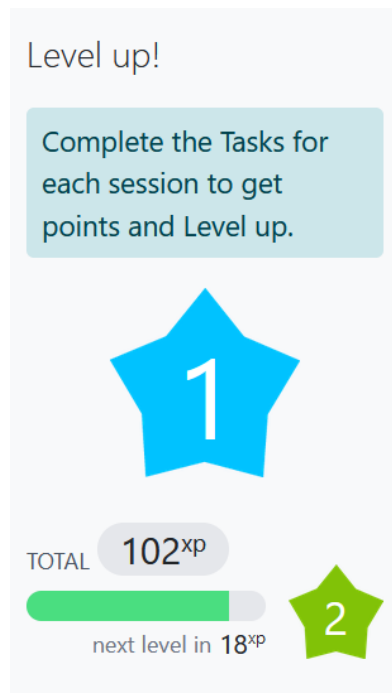 Level up!
Complete the Tasks for
each session to get
points and Level up.
1
TOTAL 102xp
2
next level in 18xp